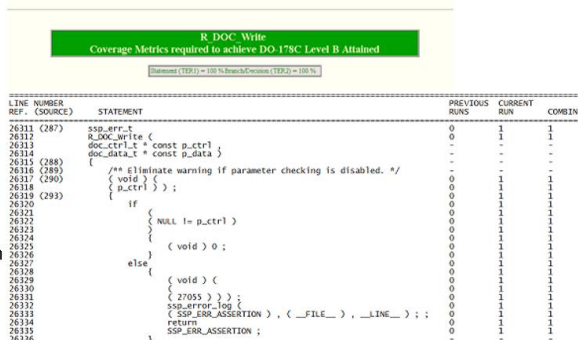 R_DOC_Write
Coverage Metrics required to achieve DO-178C Level B Attained
Statement (TER1) = 100 % Branch/Decision (TER2) = 100 %
LINE NUMBER PREVIOUS CURRENT
REF. (SOURCE) STATEMENT RUNS RUN COMBIN
26311 (287) ssp_err_t 0 1 1
26312 R_DOC_Write ( 0 1 1
26313 doc_ctrl_t * const p_ctrl , - - -
26314 doc_data_t * const p_data ) - - -
26315 (288) { - - -
26316 (289) /** Eliminate warning if parameter checking is disabled. */ - - -
26317 (290) ( void ) ( 0 1 1
26318 ( p_ctrl ) ) ; 0 1 1
26319 (293) { 0 1 1
26320 if 0 1 1
26321 ( 0 1 1
26322 ( NULL != p_ctrl ) 0 1 1
26323 ) 0 1 1
26324 { 0 1 1
26325 ( void ) 0 ; 0 1 1
26326 } 0 1 1
26327 else 0 1 1
26328 { 0 1 1
26329 ( void ) ( 0 1 1
26330 ( 0 1 1
26331 ( 27055 ) ) ) ; 0 1 1
26332 ssp_error_log ( 0 1 1
26333 ( SSP_ERR_ASSERTION ) , ( __FILE__ ) , __LINE__ ) ; ; 0 1 1
26334 return 0 1 1
26335 SSP_ERR_ASSERTION ; 0 1 1
26336 } - - -